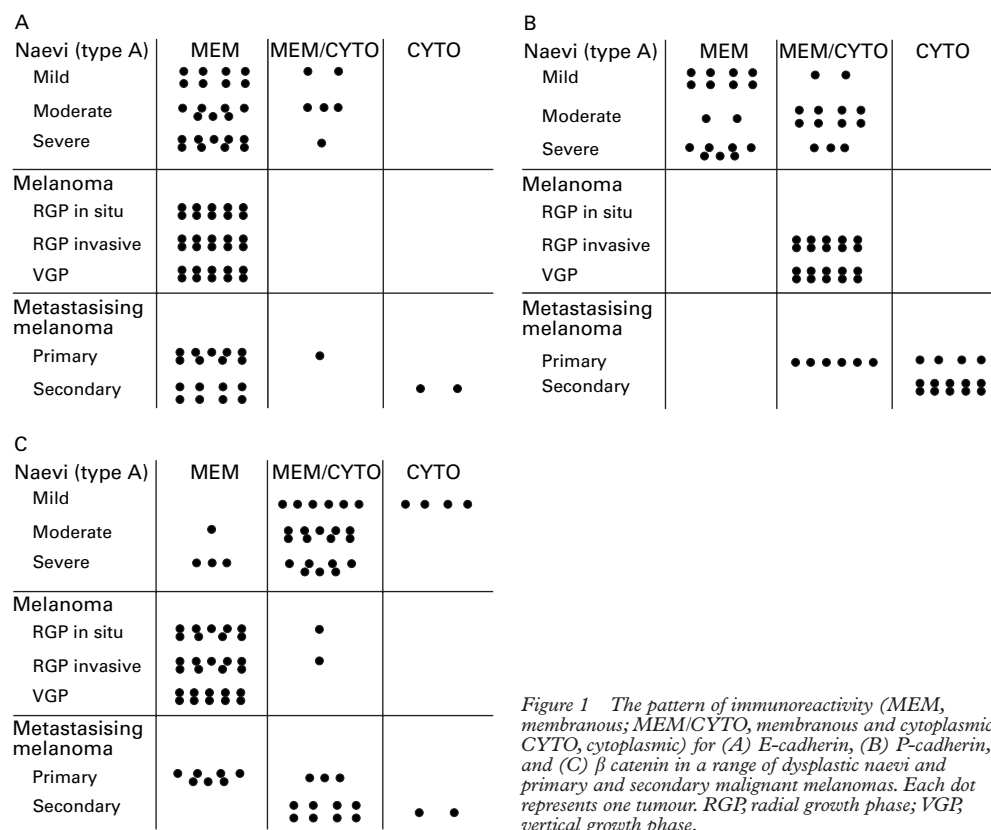 A
Naevi (type A) MEM MEM/CYTO CYTO
Mild
Moderate
Severe
Melanoma
RGP in situ
RGP invasive
VGP
Metastasising
melanoma
Primary
Secondary
B
Naevi (type A) MEM MEM/CYTO CYTO
Mild
Moderate
Severe
Melanoma
RGP in situ
RGP invasive
VGP
Metastasising
melanoma
Primary
Secondary
C
Naevi (type A) MEM MEM/CYTO CYTO
Mild
Moderate
Severe
Melanoma
RGP in situ
RGP invasive
VGP
Metastasising
melanoma
Primary
Secondary
Figure 1 The pattern of immunoreactivity (MEM,
membranous; MEM/CYTO, membranous and cytoplasmic
CYTO, cytoplasmic) for (A) E-cadherin, (B) P-cadherin,
and (C) β catenin in a range of dysplastic naevi and
primary and secondary malignant melanomas. Each dot
represents one tumour. RGP, radial growth phase; VGP,
vertical growth phase.